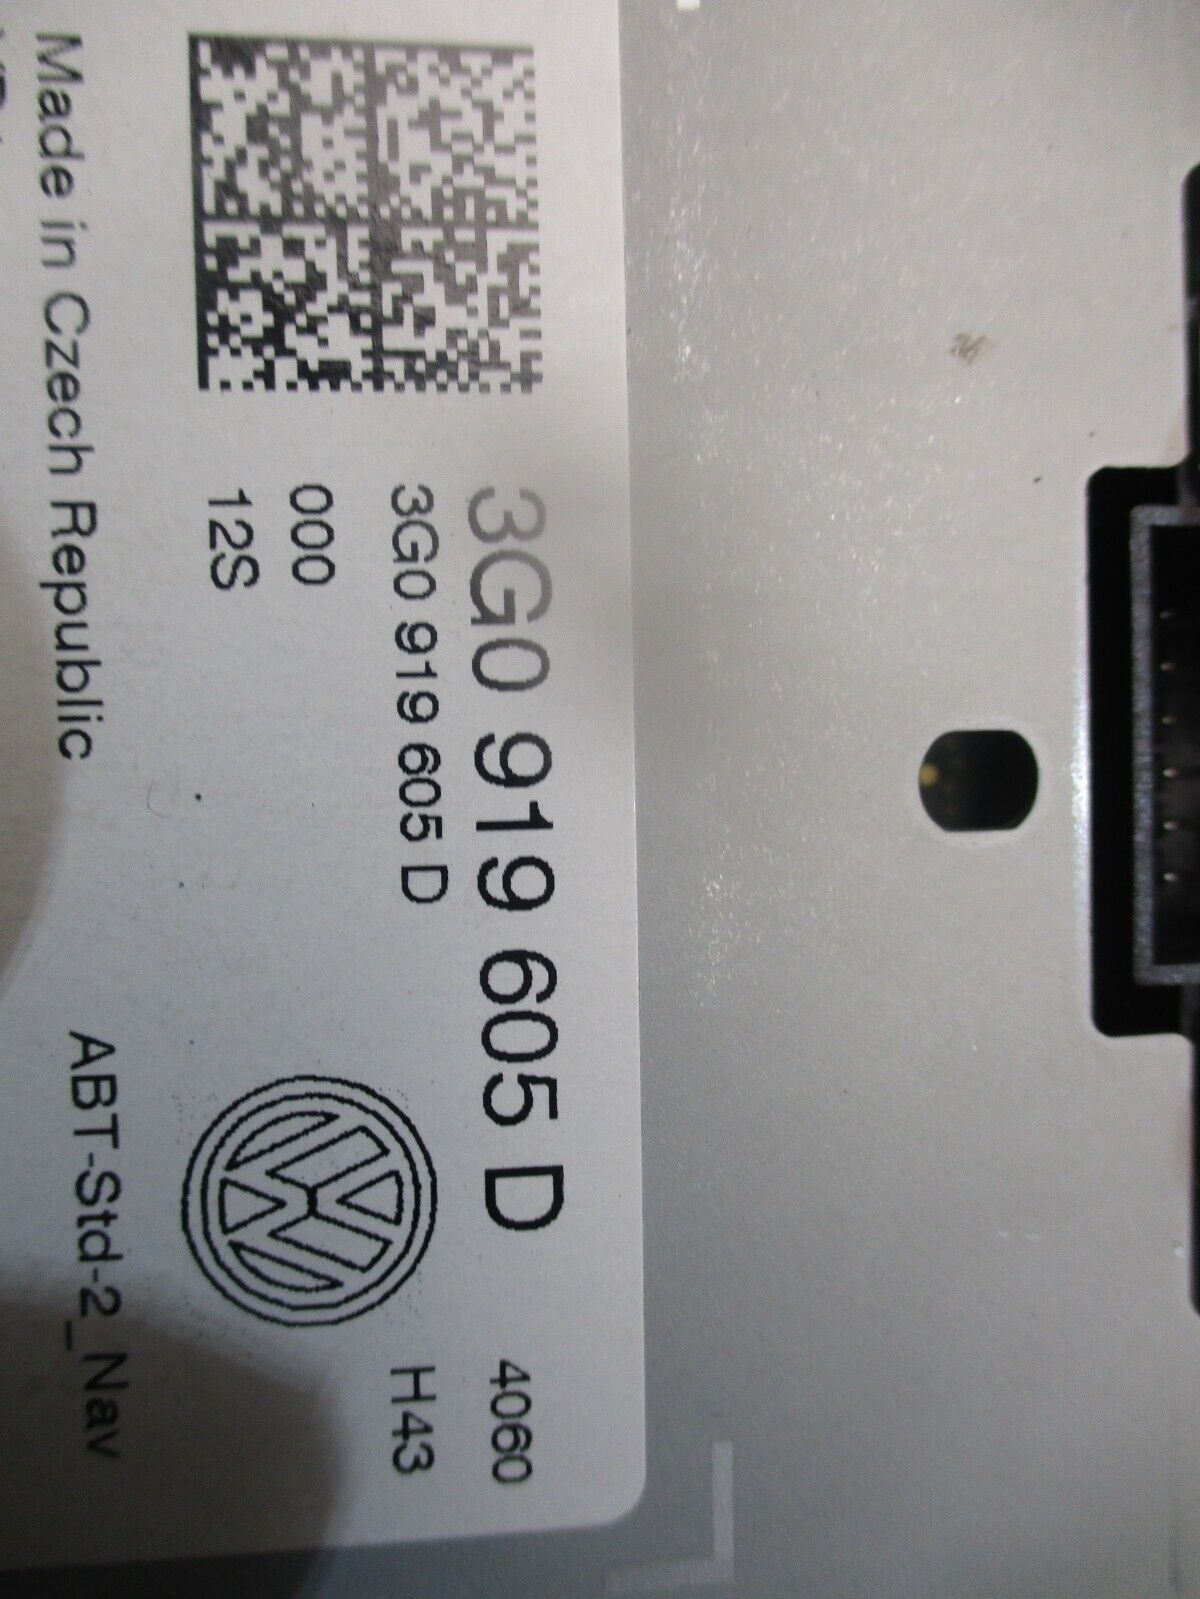 3G0 919 605 D 4060
3G0 919 605 D H43
000
12S
ABT-Std-2_Nav
Made in Czech Republic